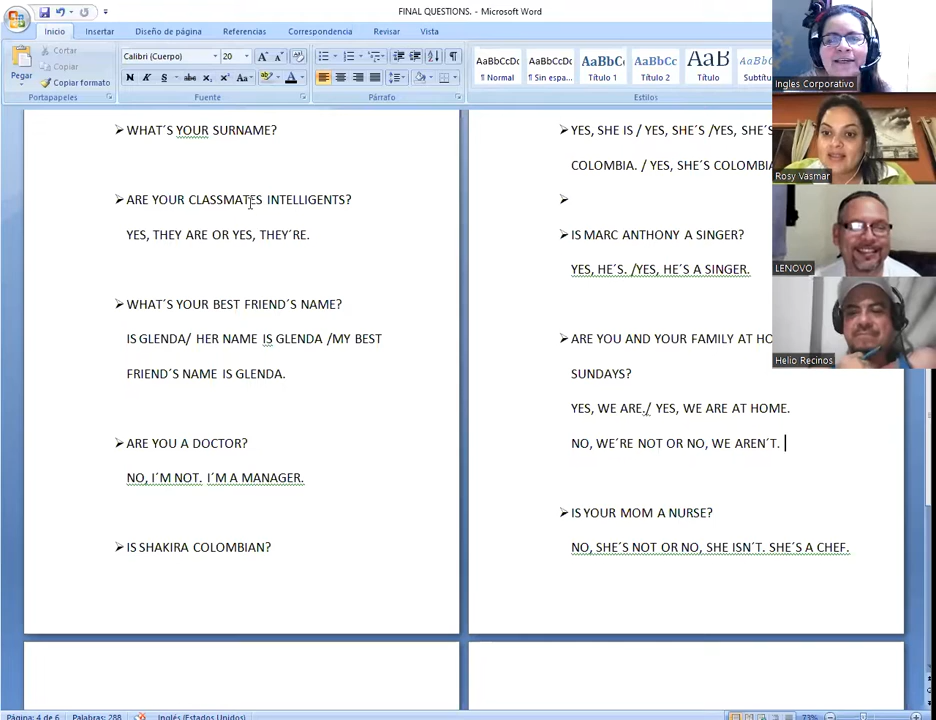 FINAL QUESTIONS. - Microsoft Word
Inicio Insertar Diseño de página Referencias Correspondencia Revisar Vista
Pegar
Cortar
Copiar
Copiar formato
Portapapeles
Calibri (Cuerpo) 20
Fuente
Párrafo
AaBbCcDc AaBbCcDc AaBbC AaBbCc AaB AaBbCc
¶ Normal ¶ Sin espa... Título 1 Título 2 Título
Estilos
WHAT´S YOUR SURNAME?
ARE YOUR CLASSMATES INTELLIGENTS?
YES, THEY ARE OR YES, THEY´RE.
WHAT´S YOUR BEST FRIEND´S NAME?
IS GLENDA/ HER NAME IS GLENDA /MY BEST
FRIEND´S NAME IS GLENDA.
ARE YOU A DOCTOR?
NO, I´M NOT. I´M A MANAGER.
IS SHAKIRA COLOMBIAN?
YES, SHE IS / YES, SHE´S /YES, SHE´S
COLOMBIA. / YES, SHE´S COLOMBIA
IS MARC ANTHONY A SINGER?
YES, HE´S. /YES, HE´S A SINGER.
ARE YOU AND YOUR FAMILY AT HO
SUNDAYS?
YES, WE ARE./ YES, WE ARE AT HOME.
NO, WE´RE NOT OR NO, WE AREN´T.
IS YOUR MOM A NURSE?
NO, SHE´S NOT OR NO, SHE ISN´T. SHE´S A CHEF.
Ingles Corporativo
Rosy Vasmar
LENOVO
Helio Recinos
Página: 4 de 6 Palabras: 288 Inglés (Estados Unidos) 73%